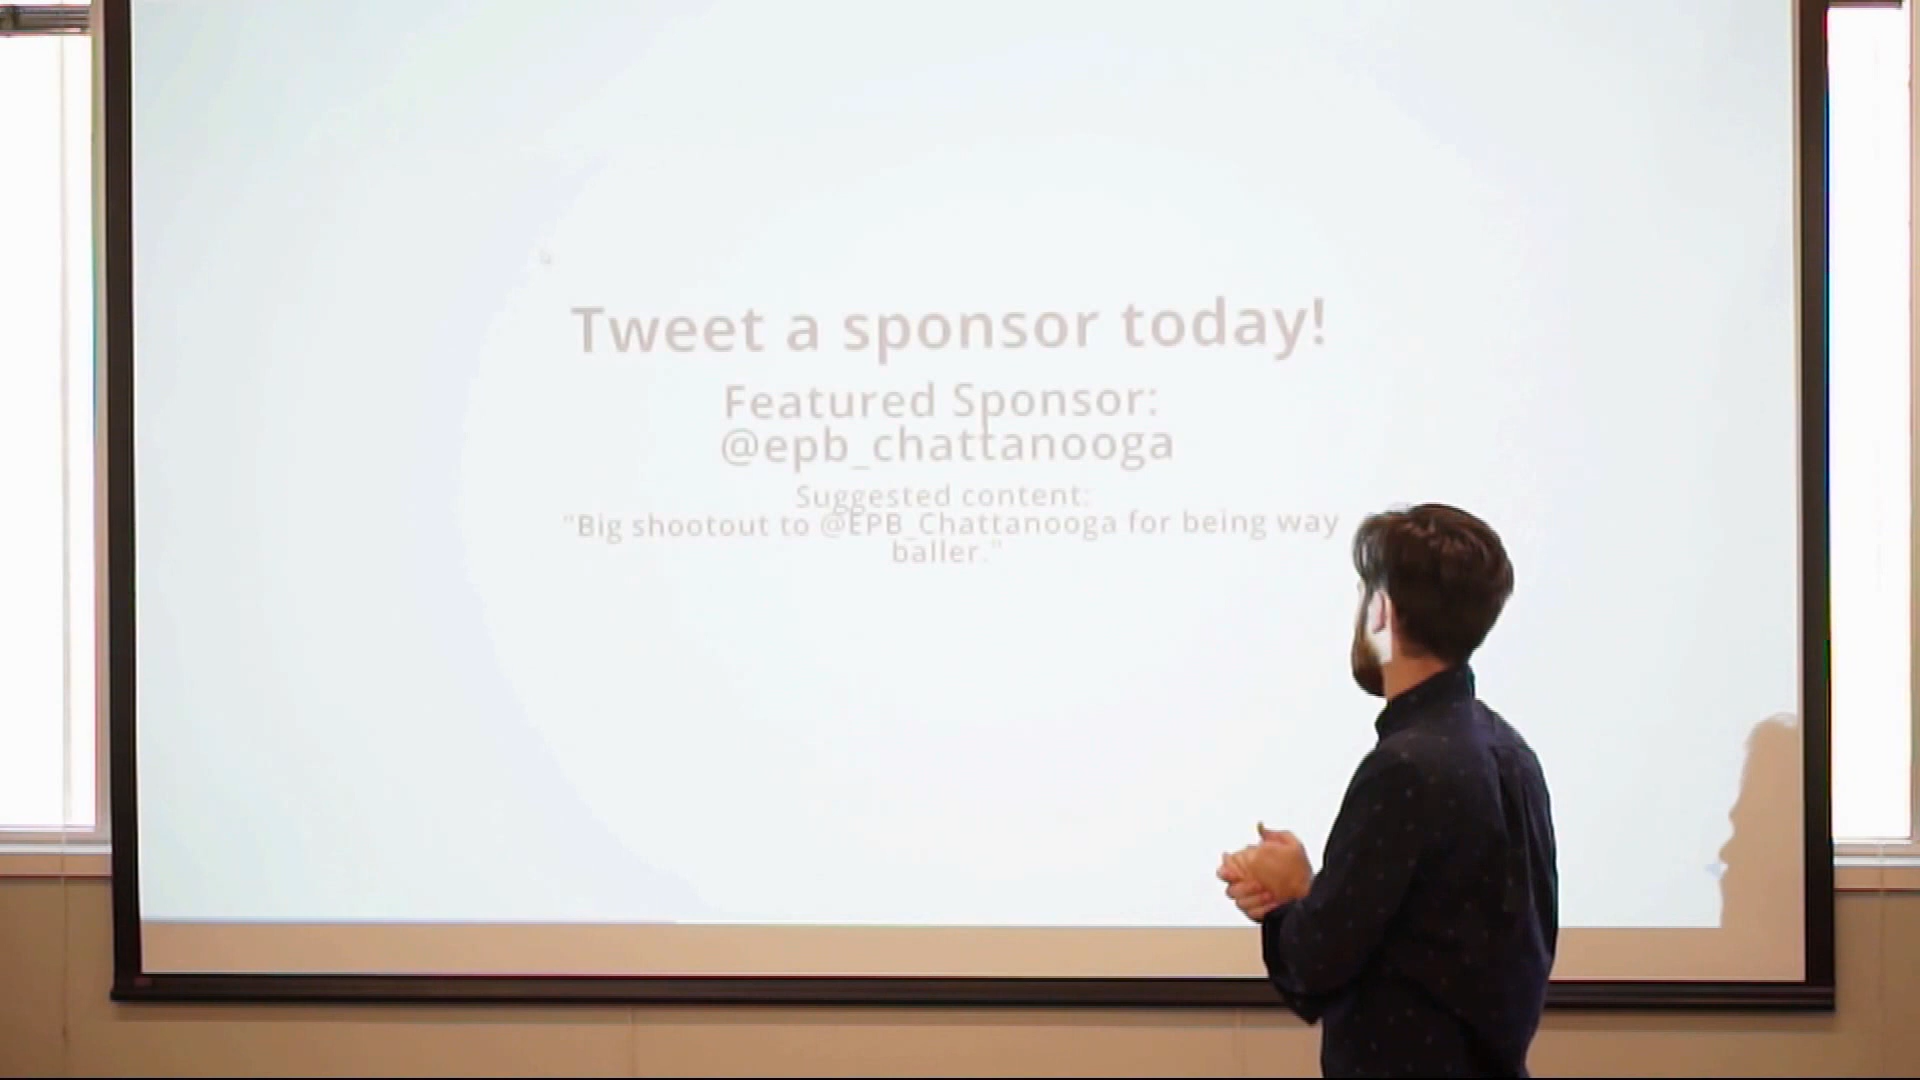 Tweet a sponsor today!
Featured Sponsor:
@epb_chattanooga
Suggested content:
"Big shootout to @EPB_Chattanooga for being way
baller."